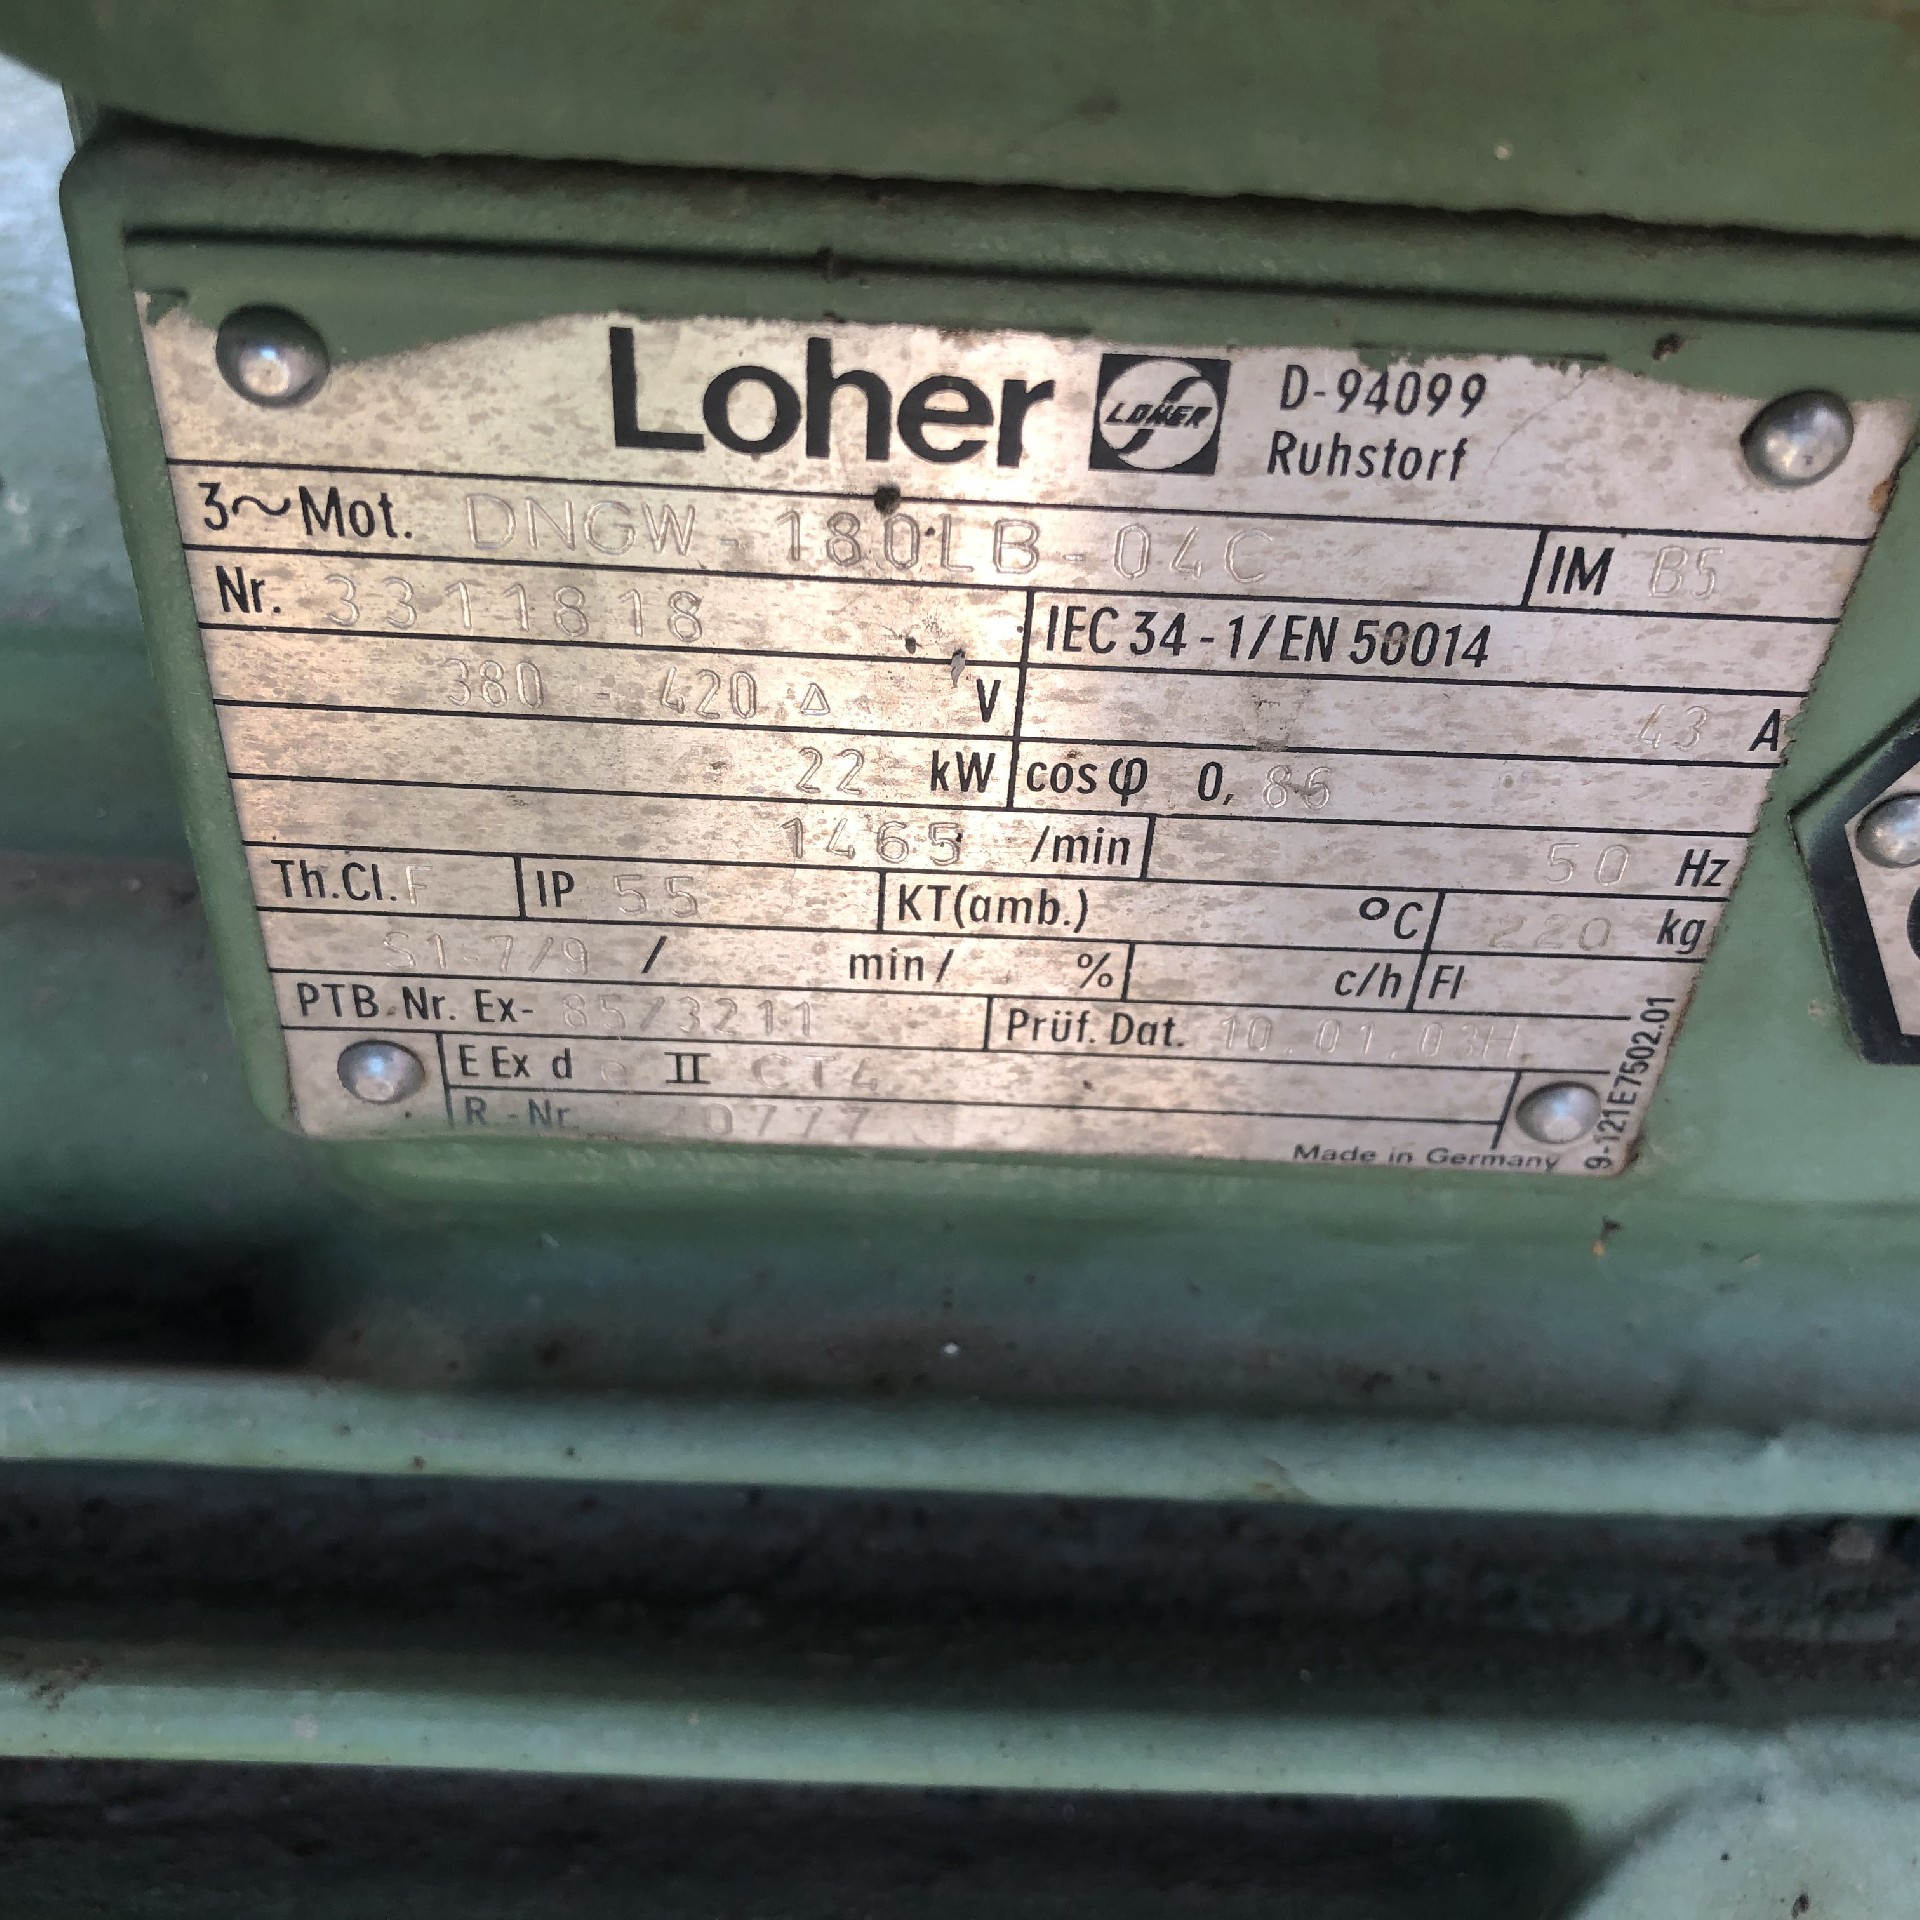 Loher LOHER D-94099
Ruhstorf
3~Mot. DNGW-180LB-04C IM B5
Nr. 3311818 IEC 34-1/EN 50014
380 - 420 Δ V 43 A
22 kW cosφ 0,86
1465 /min 50 Hz
Th.Cl. F IP 55 KT(amb.) °C 220 kg
S1-7/9 / min/ % c/h FI
PTB.Nr. Ex- 85/3211 Prüf. Dat. 10.01.03H
E Ex d e II CT4
R.-Nr. 0777
Made in Germany
9-121E7502.01